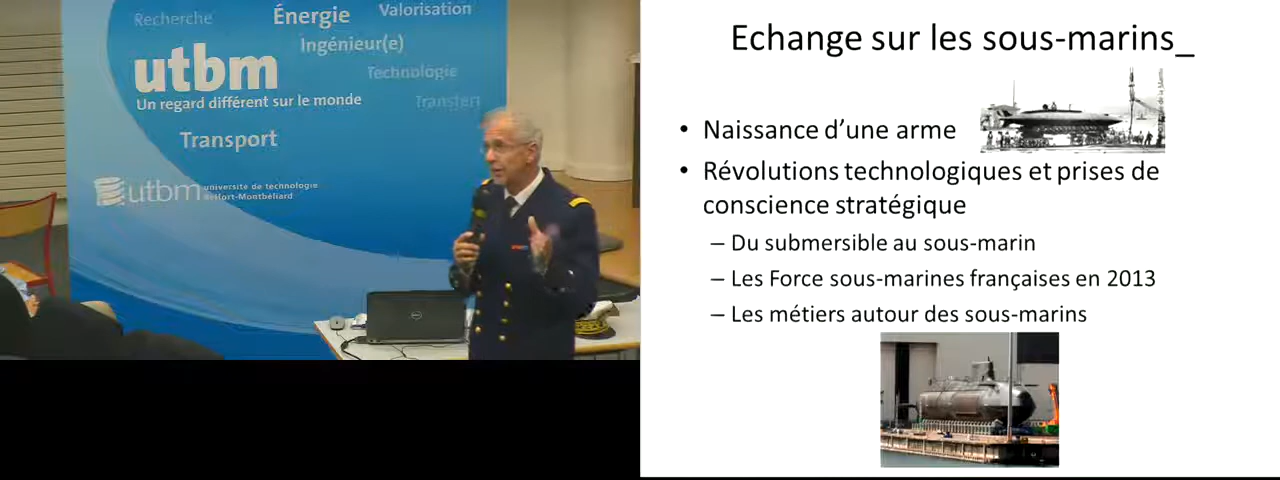 Recherche
Énergie
Valorisation
Ingénieur(e)
utbm
Technologie
Un regard différent sur le monde
Transfert
Transport
utbm
université de technologie
Belfort-Montbéliard
DELL
Echange sur les sous-marins_
• Naissance d'une arme
• Révolutions technologiques et prises de
conscience stratégique
– Du submersible au sous-marin
– Les Force sous-marines françaises en 2013
– Les métiers autour des sous-marins